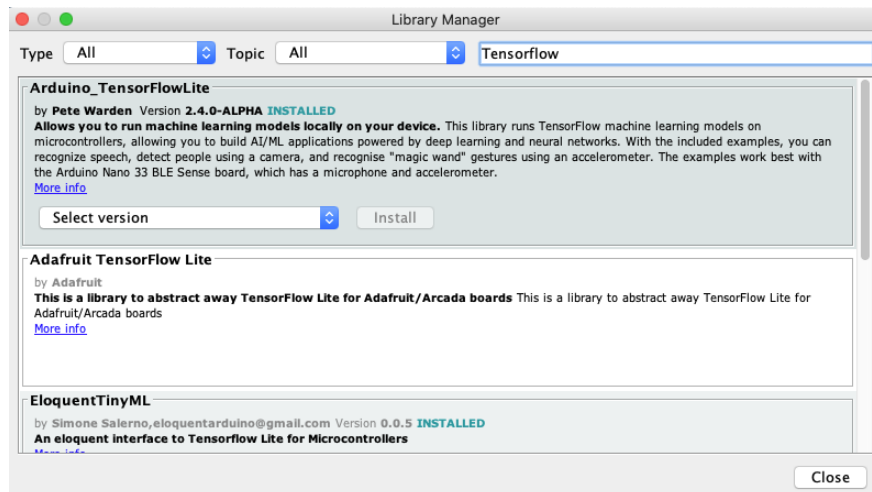 Library Manager
Type All Topic All Tensorflow
Arduino_TensorFlowLite
by Pete Warden Version 2.4.0-ALPHA INSTALLED
Allows you to run machine learning models locally on your device. This library runs TensorFlow machine learning models on
microcontrollers, allowing you to build AI/ML applications powered by deep learning and neural networks. With the included examples, you can
recognize speech, detect people using a camera, and recognise "magic wand" gestures using an accelerometer. The examples work best with
the Arduino Nano 33 BLE Sense board, which has a microphone and accelerometer.
More info
Select version Install
Adafruit TensorFlow Lite
by Adafruit
This is a library to abstract away TensorFlow Lite for Adafruit/Arcada boards This is a library to abstract away TensorFlow Lite for
Adafruit/Arcada boards
More info
EloquentTinyML
by Simone Salerno,eloquentarduino@gmail.com Version 0.0.5 INSTALLED
An eloquent interface to Tensorflow Lite for Microcontrollers
More info
Close